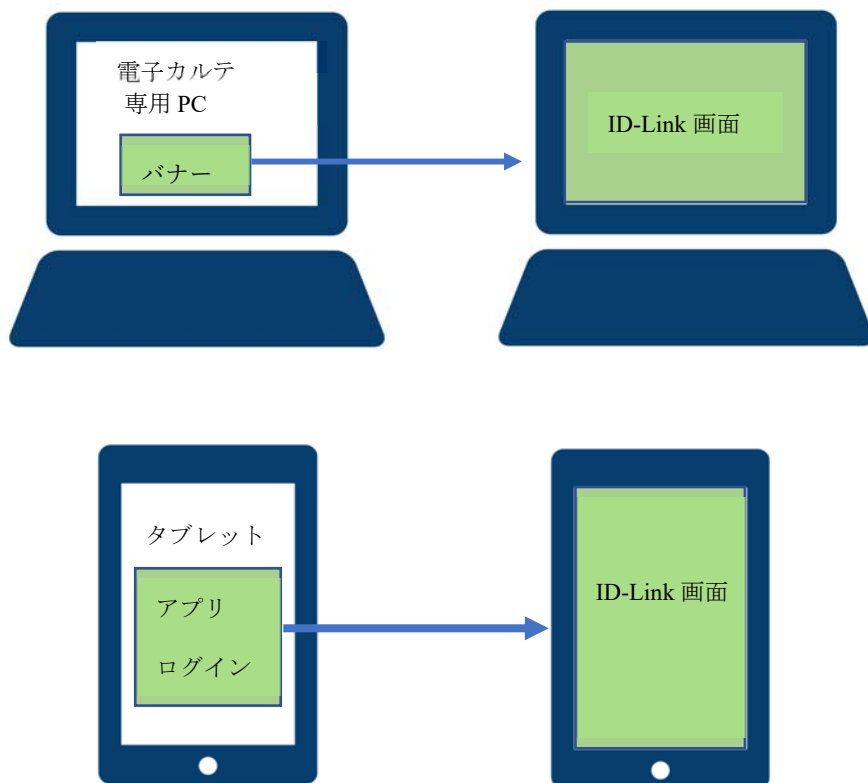 電子カルテ
専用 PC
バナー
ID-Link 画面
タブレット
アプリ
ログイン
ID-Link 画面